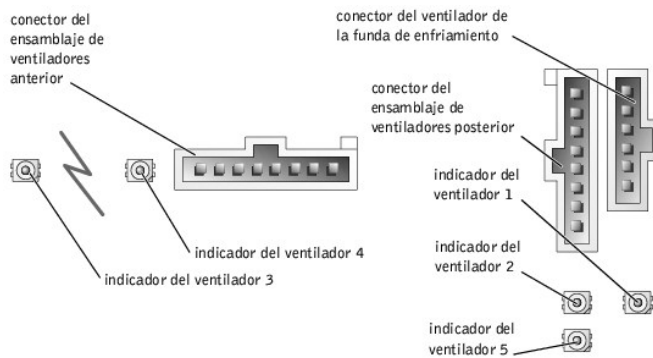 conector del
ensamblaje de
ventiladores
anterior
conector del ventilador de
la funda de enfriamiento
conector del
ensamblaje de
ventiladores posterior
indicador del
ventilador 1
indicador del ventilador 4
indicador del ventilador 3
indicador del
ventilador 2
indicador del
ventilador 5